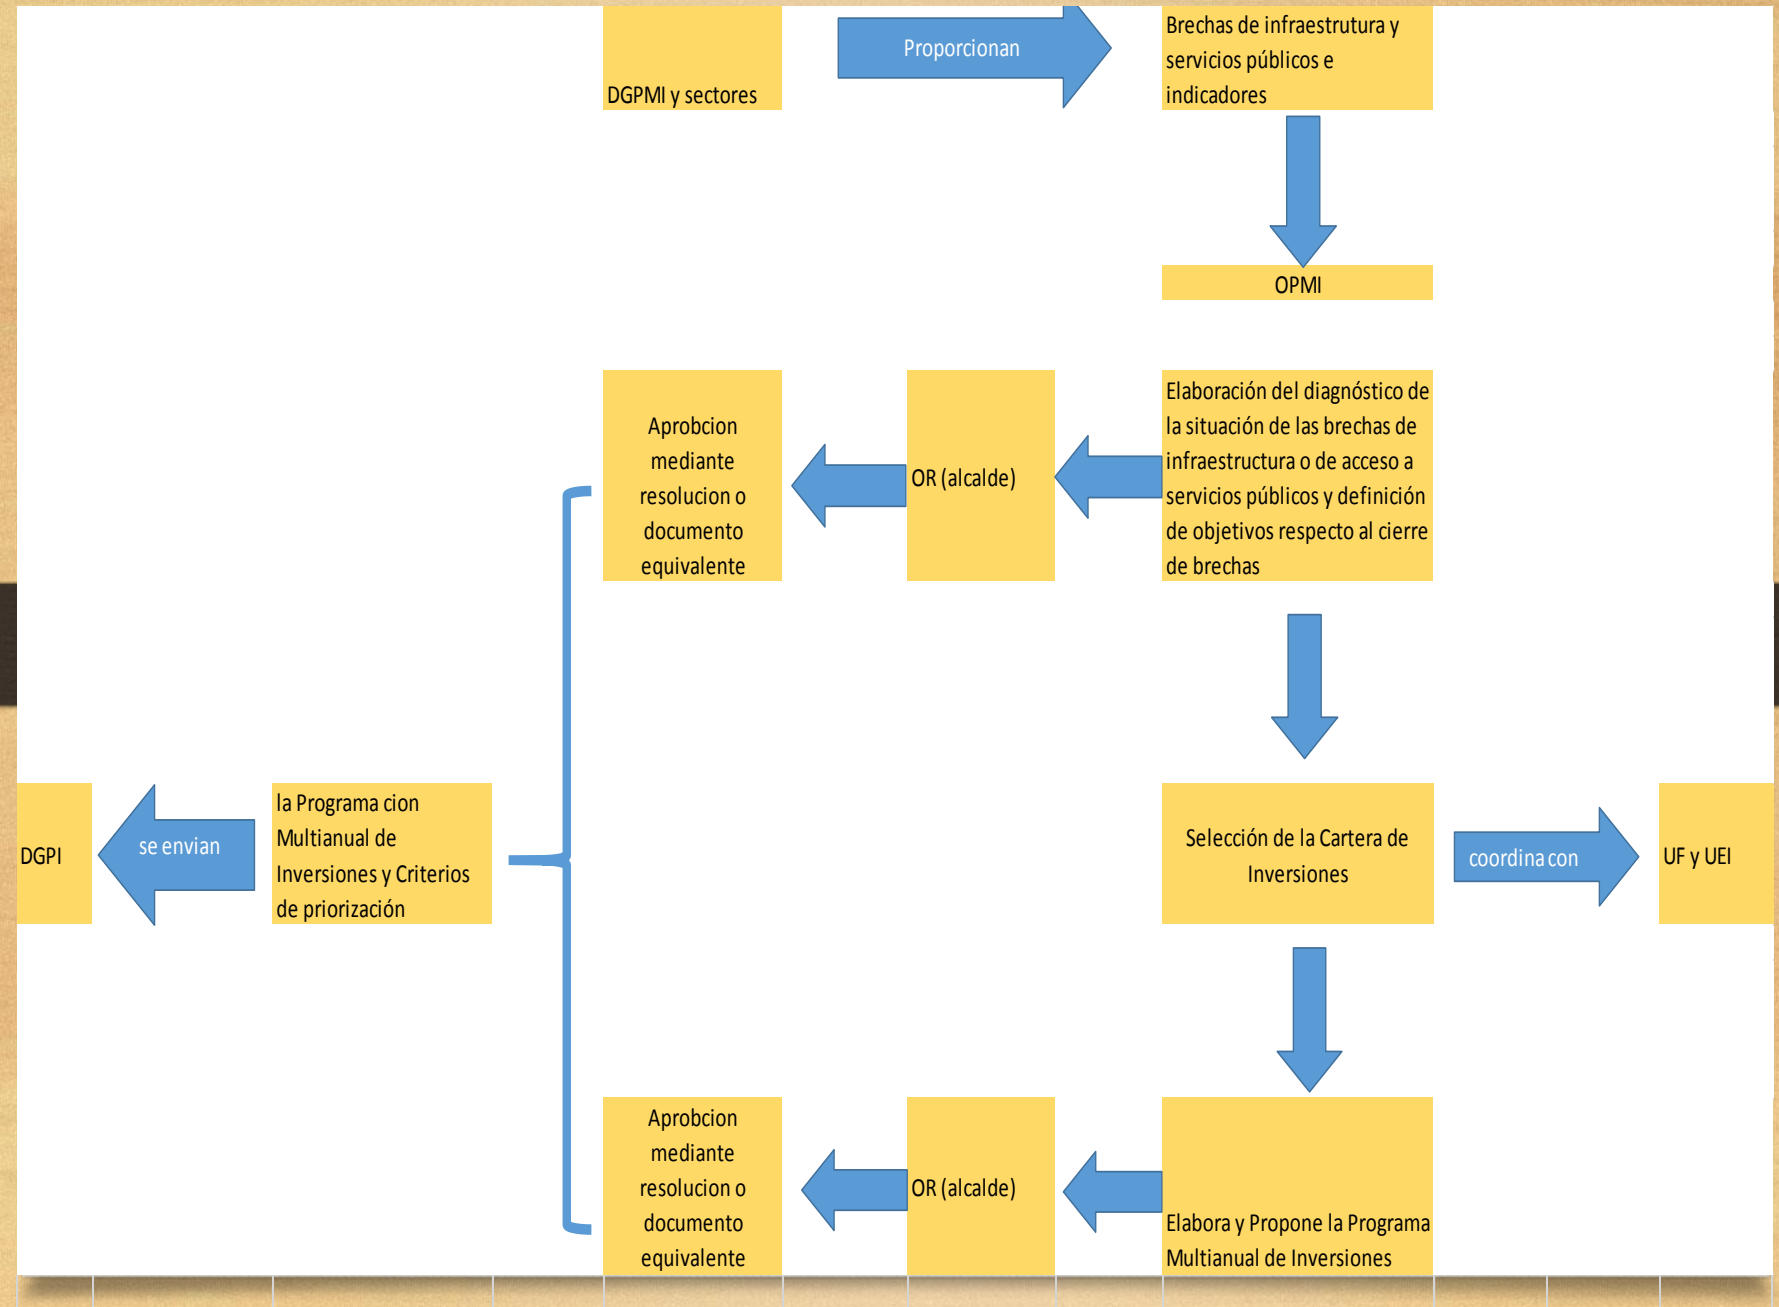 DGPMI y sectores
Proporcionan
Brechas de infraestrutura y
servicios públicos e
indicadores
OPMI
Elaboración del diagnóstico de
la situación de las brechas de
infraestructura o de acceso a
servicios públicos y definición
de objetivos respecto al cierre
de brechas
OR (alcalde)
Aprobcion
mediante
resolucion o
documento
equivalente
DGPI
se envian
la Programa cion
Multianual de
Inversiones y Criterios
de priorización
Selección de la Cartera de
Inversiones
coordina con
UF y UEI
Aprobcion
mediante
resolucion o
documento
equivalente
OR (alcalde)
Elabora y Propone la Programa
Multianual de Inversiones